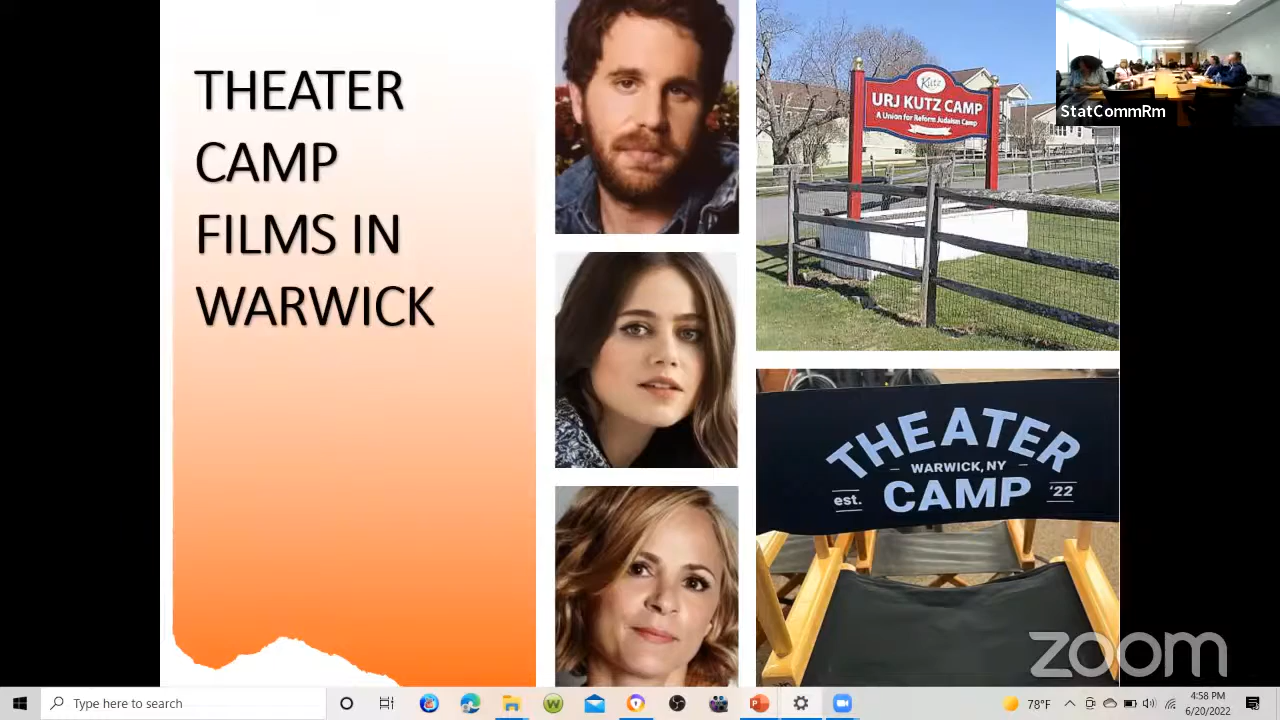 THEATER
CAMP
FILMS IN
WARWICK
Kutz
URJ KUTZ CAMP
A Union for Reform Judaism Camp
StatCommRm
THEATER
WARWICK, NY
est. CAMP '22
zoom
Type here to search
78°F
4:58 PM
6/20/2022